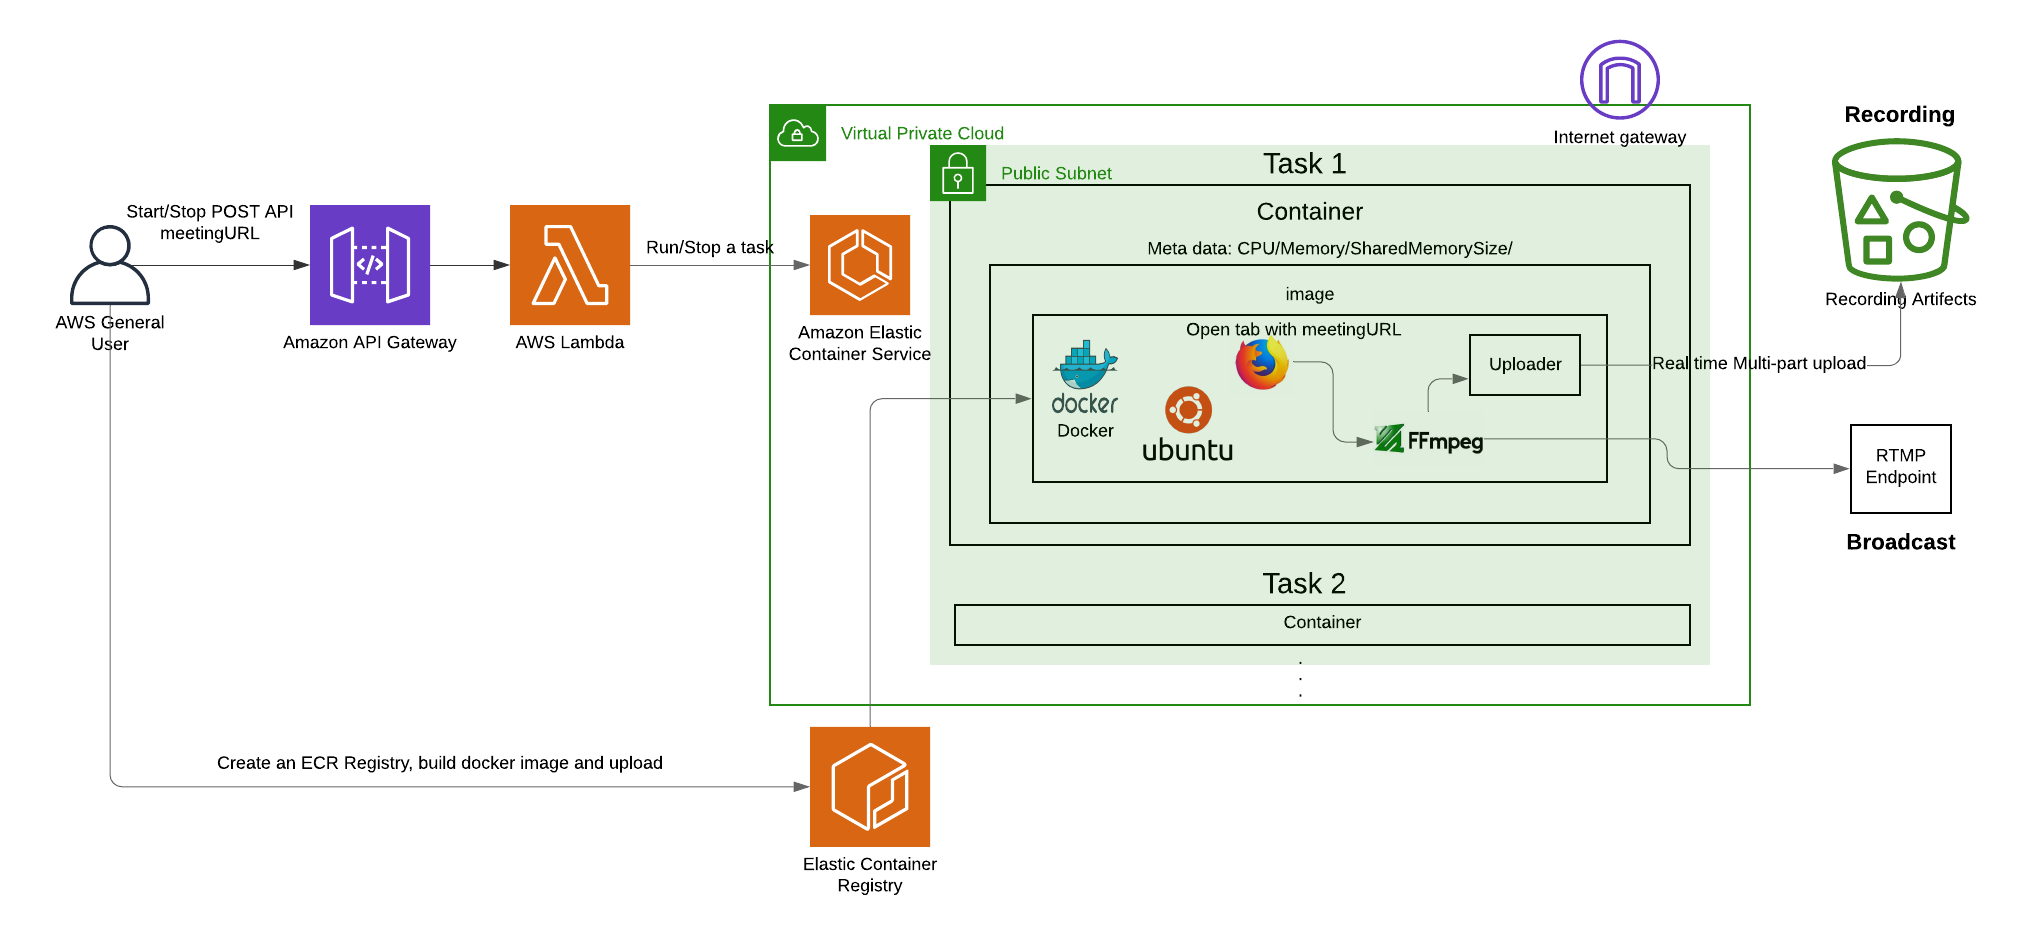 Internet gateway
Recording
Virtual Private Cloud
Task 1
Public Subnet
Start/Stop POST API
meetingURL
Container
Run/Stop a task
Meta data: CPU/Memory/SharedMemorySize/
image
Recording Artifects
AWS General
User
Amazon API Gateway
AWS Lambda
Amazon Elastic
Container Service
Open tab with meetingURL
Uploader
Real time Multi-part upload
docker
Docker
ubuntu
FFmpeg
RTMP
Endpoint
Broadcast
Task 2
Container
.
.
.
Create an ECR Registry, build docker image and upload
Elastic Container
Registry